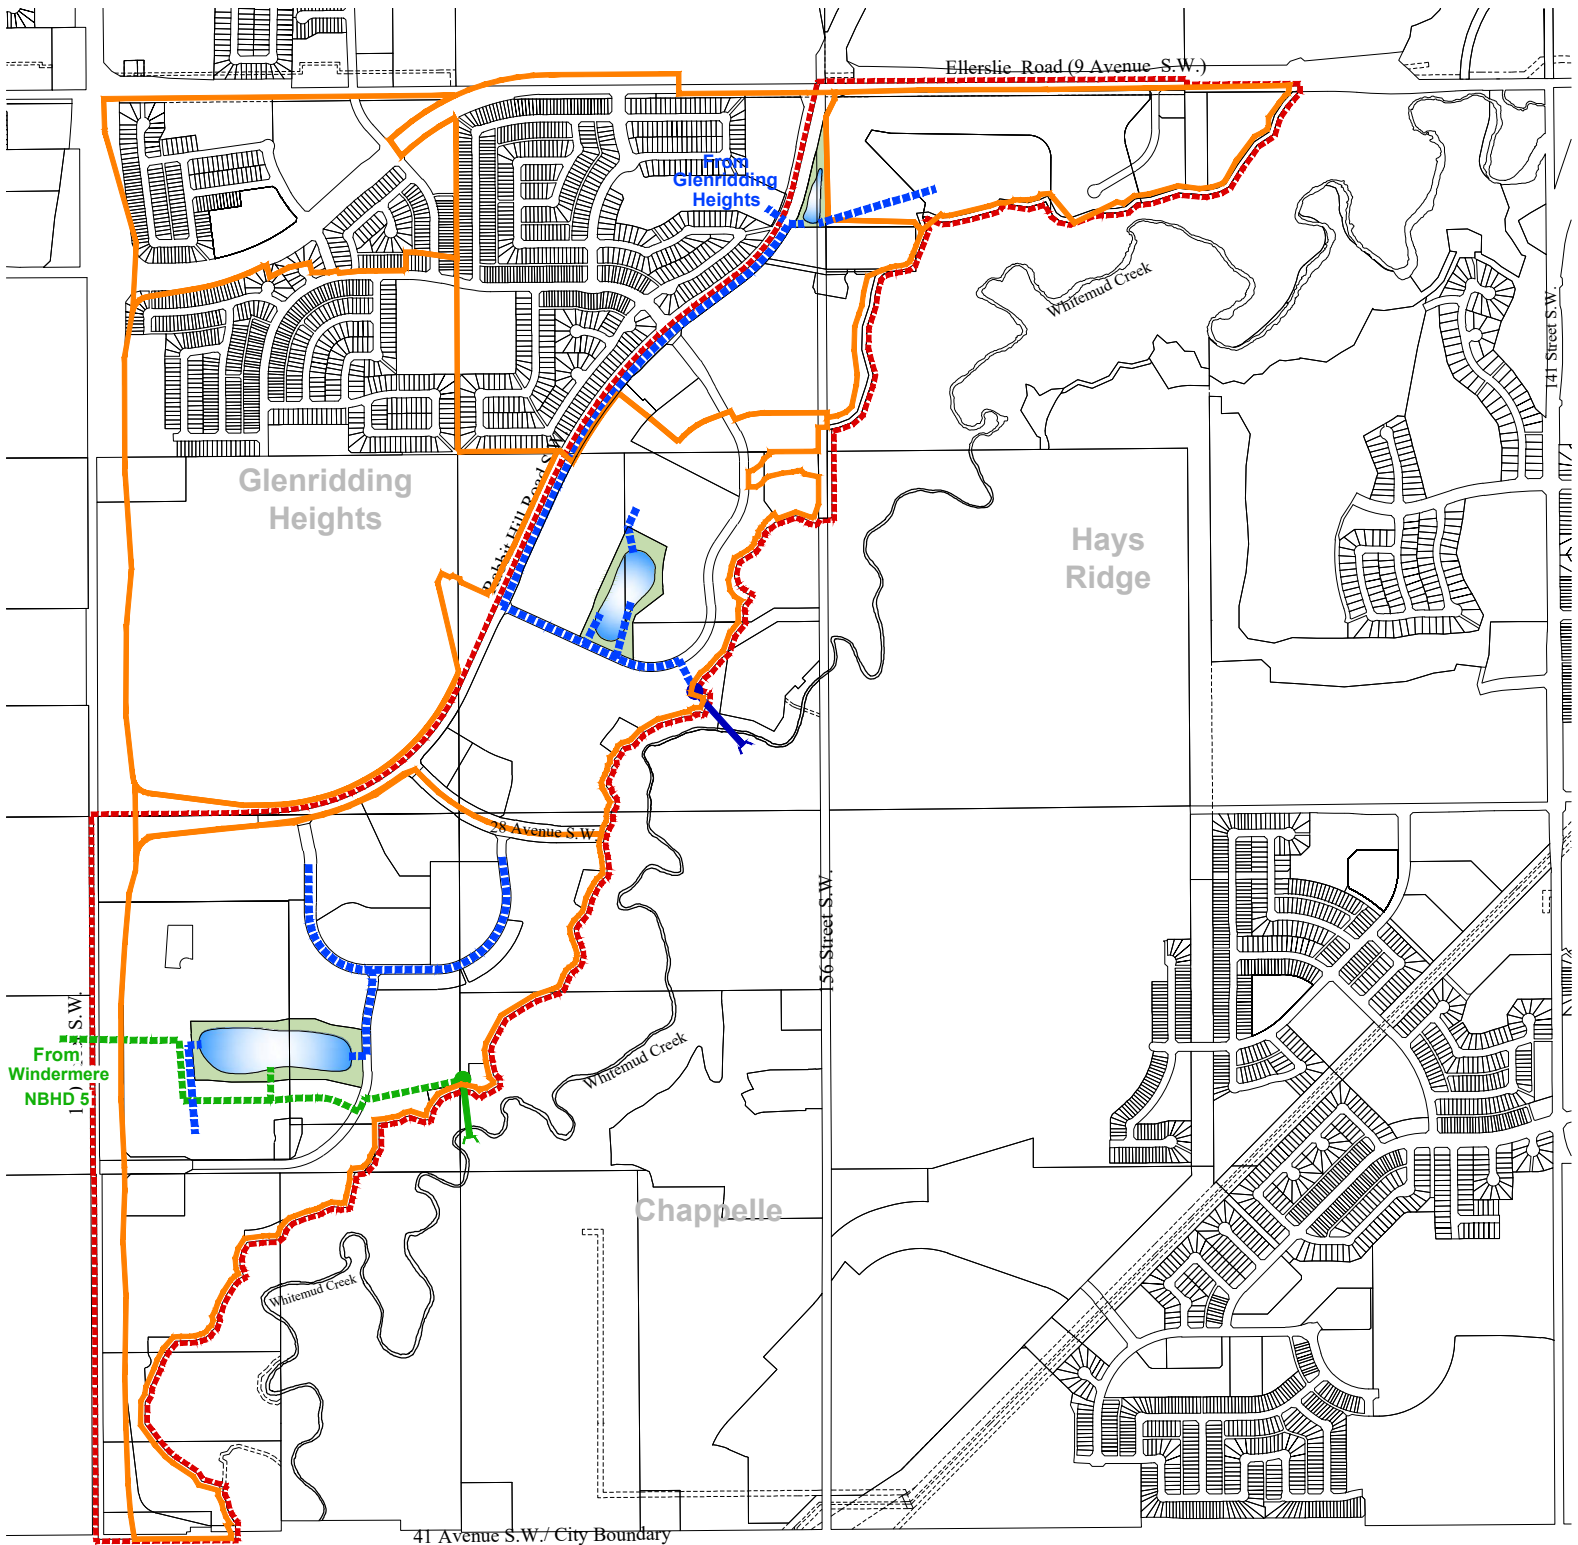 Ellerslie Road (9 Avenue S.W.)
From
Glenridding
Heights
Whitemud Creek
141 Street S.W.
Glenridding
Heights
Rabbit Hill Road S.W.
Hays
Ridge
28 Avenue S.W.
156 Street S.W.
S.W.
From
Windermere
NBHD 5
Whitemud Creek
Chappelle
Whitemud Creek
41 Avenue S.W./ City Boundary